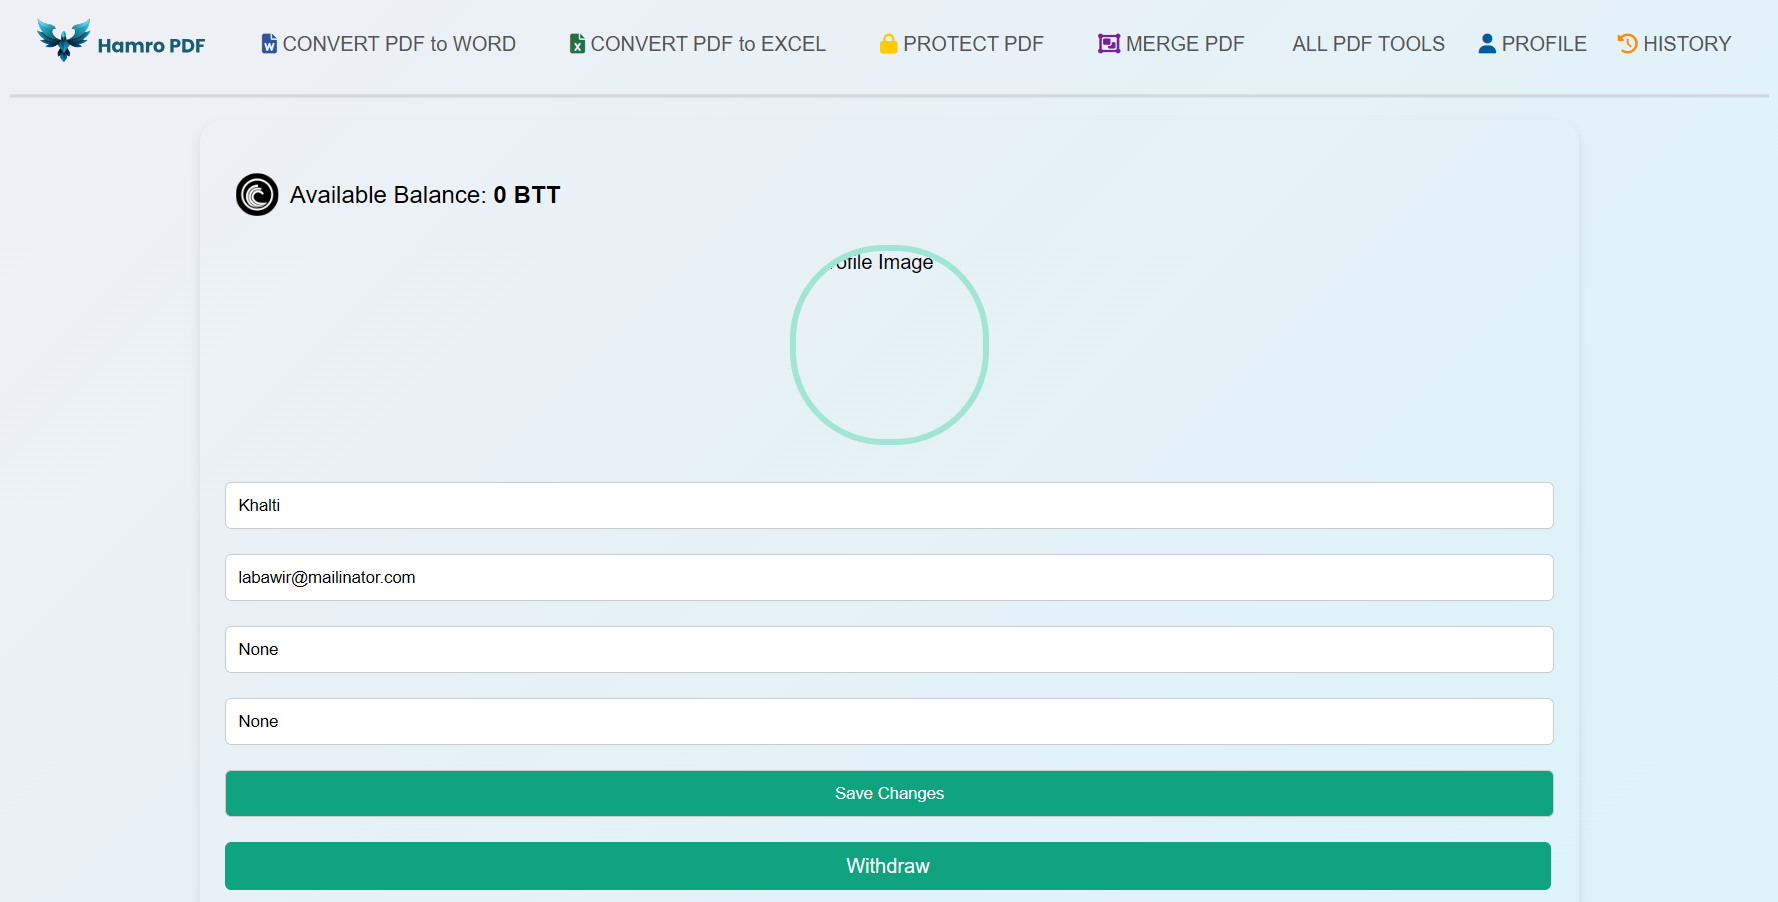 Hamro PDF
CONVERT PDF to WORD
CONVERT PDF to EXCEL
PROTECT PDF
MERGE PDF
ALL PDF TOOLS
PROFILE
HISTORY
Available Balance: 0 BTT
ofile Image
Khalti
labawir@mailinator.com
None
None
Save Changes
Withdraw